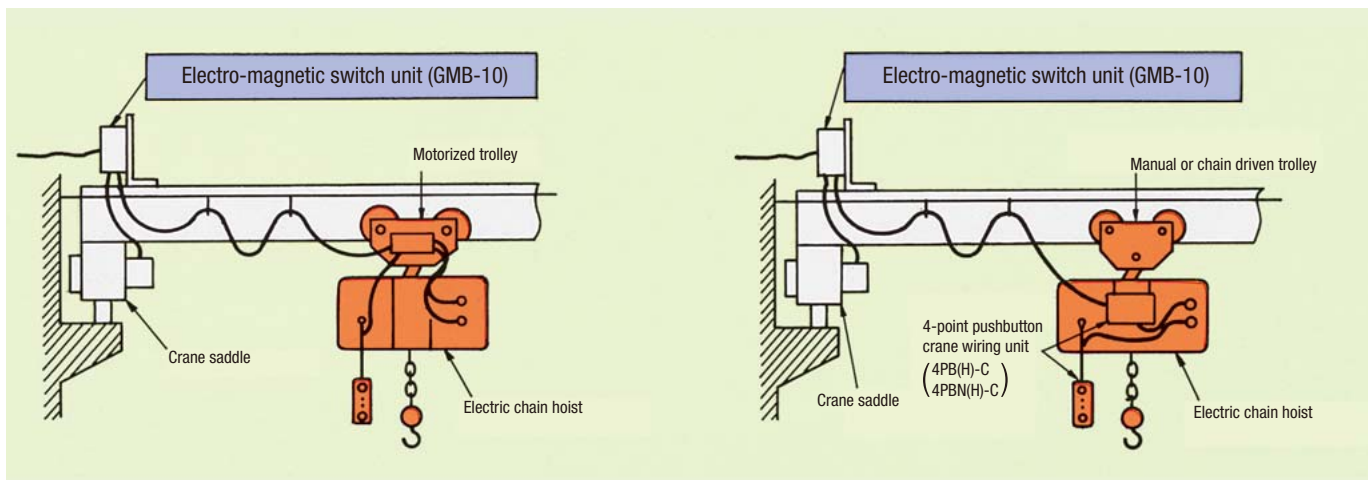 Electro-magnetic switch unit (GMB-10)
Motorized trolley
Crane saddle
Electric chain hoist
Electro-magnetic switch unit (GMB-10)
Manual or chain driven trolley
4-point pushbutton
crane wiring unit
(4PB(H)-C
4PBN(H)-C)
Crane saddle
Electric chain hoist